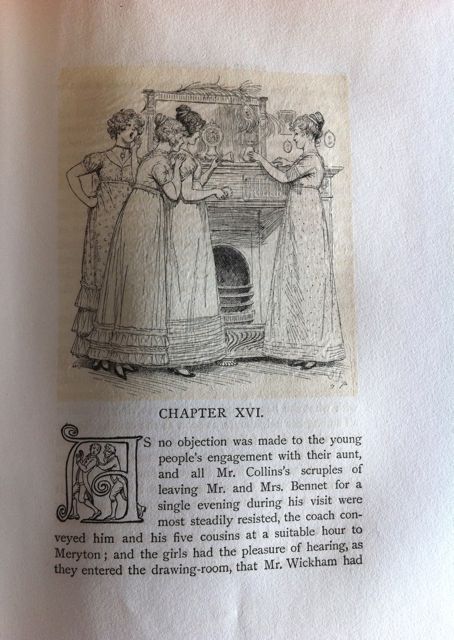 CHAPTER XVI.
AS no objection was made to the young
people's engagement with their aunt,
and all Mr. Collins's scruples of
leaving Mr. and Mrs. Bennet for a
single evening during his visit were
most steadily resisted, the coach con-
veyed him and his five cousins at a suitable hour to
Meryton; and the girls had the pleasure of hearing, as
they entered the drawing-room, that Mr. Wickham had